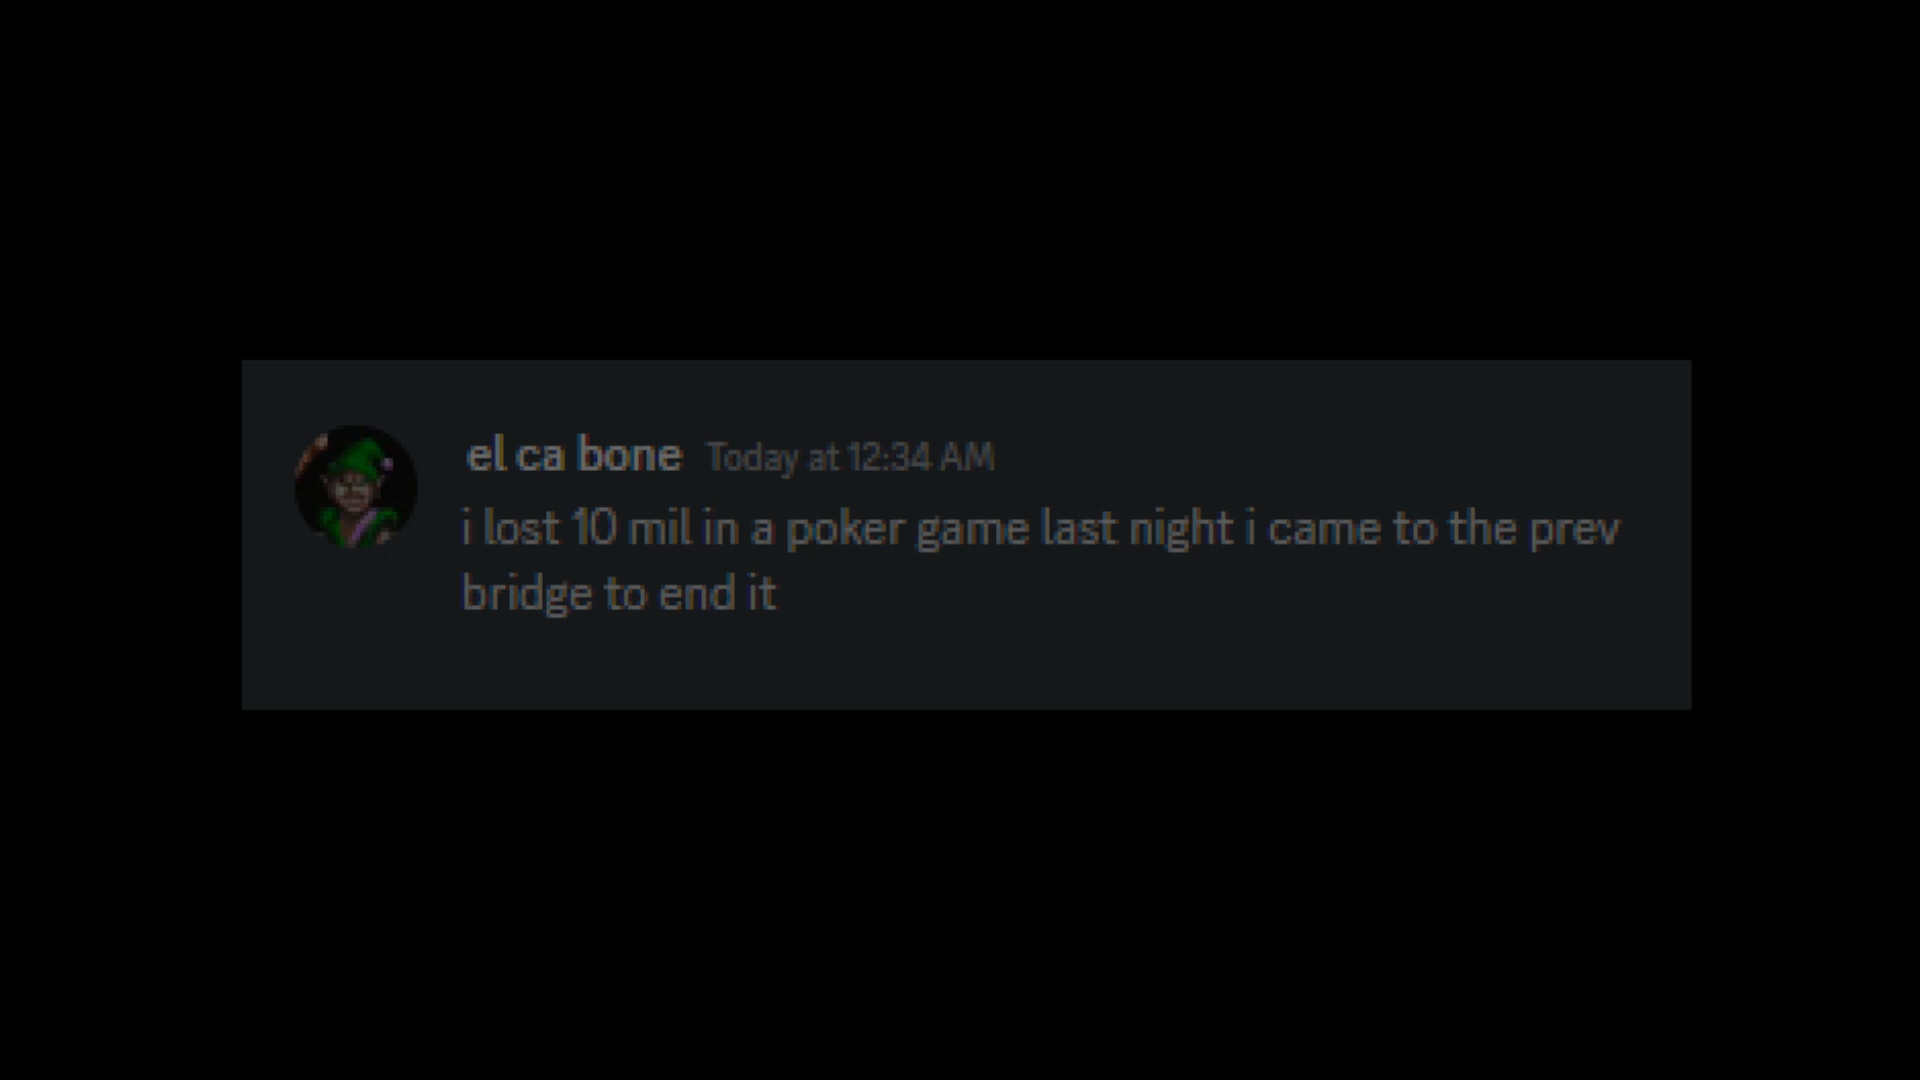 el ca bone Today at 12:34 AM
i lost 10 mil in a poker game last night i came to the prev
bridge to end it